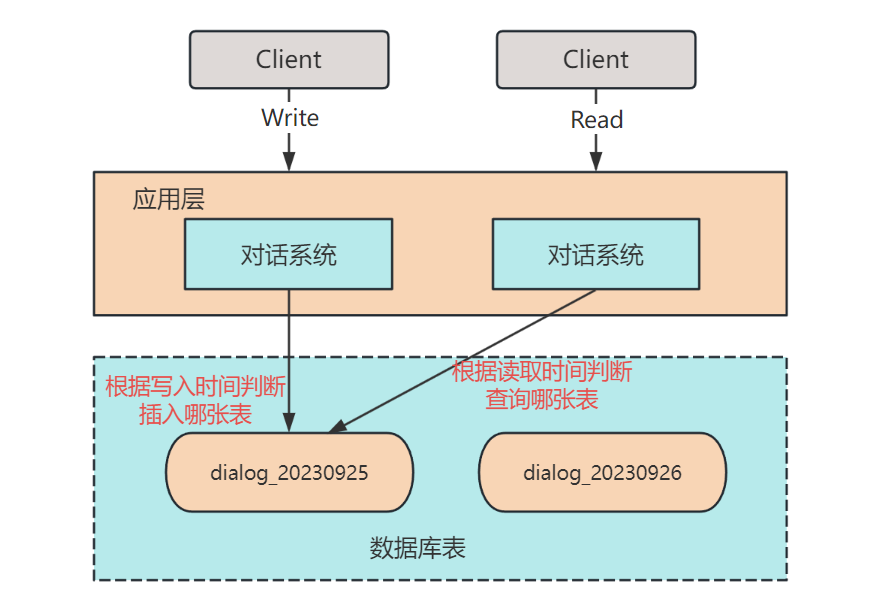 Client
Client
Write
Read
应用层
对话系统
对话系统
根据写入时间判断
插入哪张表
根据读取时间判断
查询哪张表
dialog_20230925
dialog_20230926
数据库表